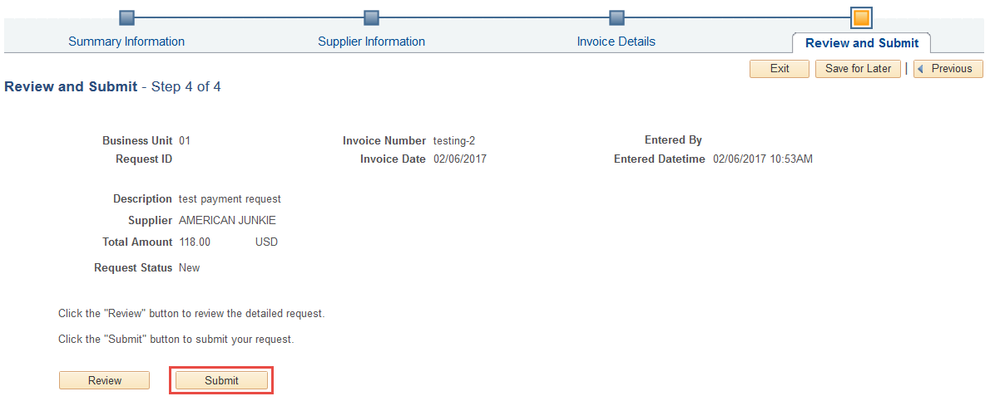 Summary Information Supplier Information Invoice Details Review and Submit
Exit Save for Later | Previous
Review and Submit - Step 4 of 4
Business Unit 01 Invoice Number testing-2 Entered By
Request ID Invoice Date 02/06/2017 Entered Datetime 02/06/2017 10:53AM
Description test payment request
Supplier AMERICAN JUNKIE
Total Amount 118.00 USD
Request Status New
Click the "Review" button to review the detailed request.
Click the "Submit" button to submit your request.
Review Submit